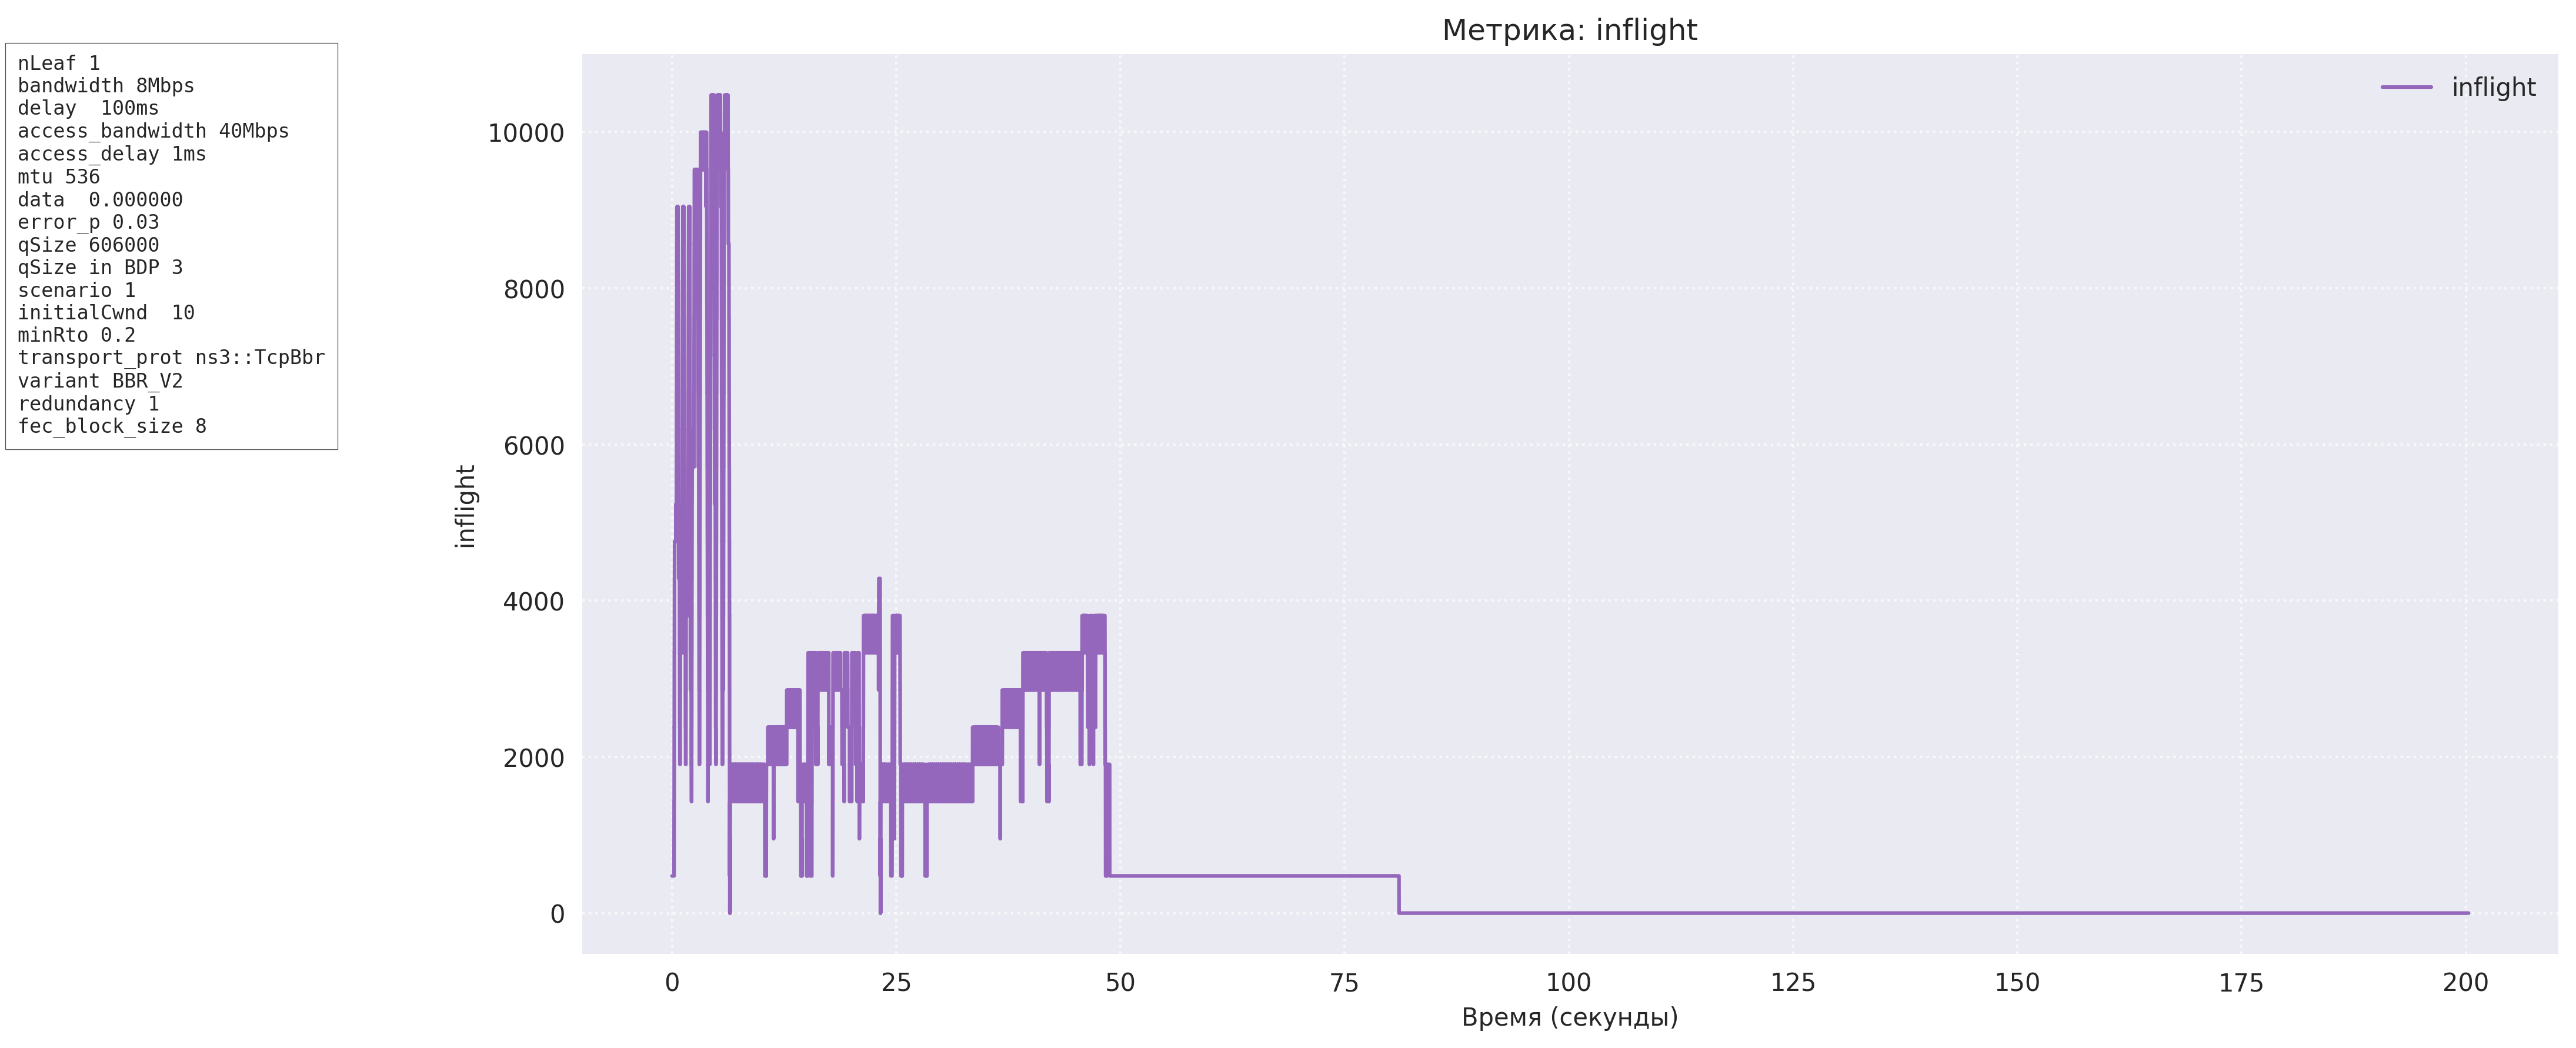 Метрика: inflight
nLeaf 1
bandwidth 8Mbps
delay  100ms
access_bandwidth 40Mbps
access_delay 1ms
mtu 536
data  0.000000
error_p 0.03
qSize 606000
qSize in BDP 3
scenario 1
initialCwnd  10
minRto 0.2
transport_prot ns3::TcpBbr
variant BBR_V2
redundancy 1
fec_block_size 8
inflight
inflight
10000
8000
6000
4000
2000
0
0
25
50
75
100
125
150
175
200
Время (секунды)